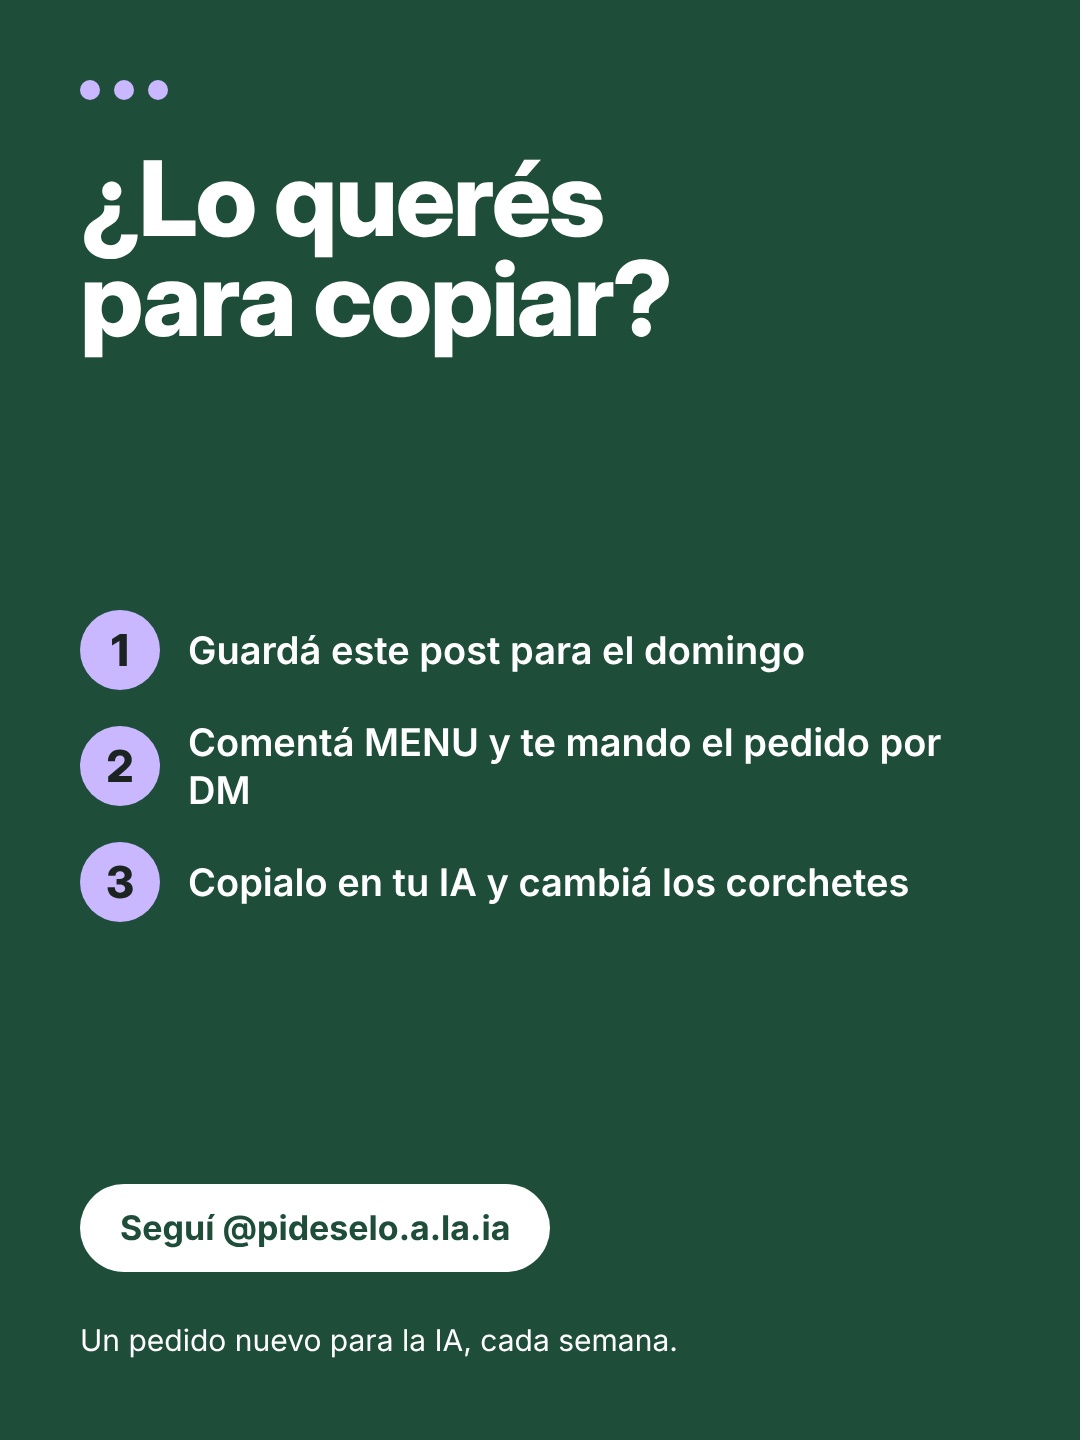 ¿Lo querés
para copiar?
1 Guardá este post para el domingo
2 Comentá MENU y te mando el pedido por
DM
3 Copialo en tu IA y cambiá los corchetes
Seguí @pideselo.a.la.ia
Un pedido nuevo para la IA, cada semana.